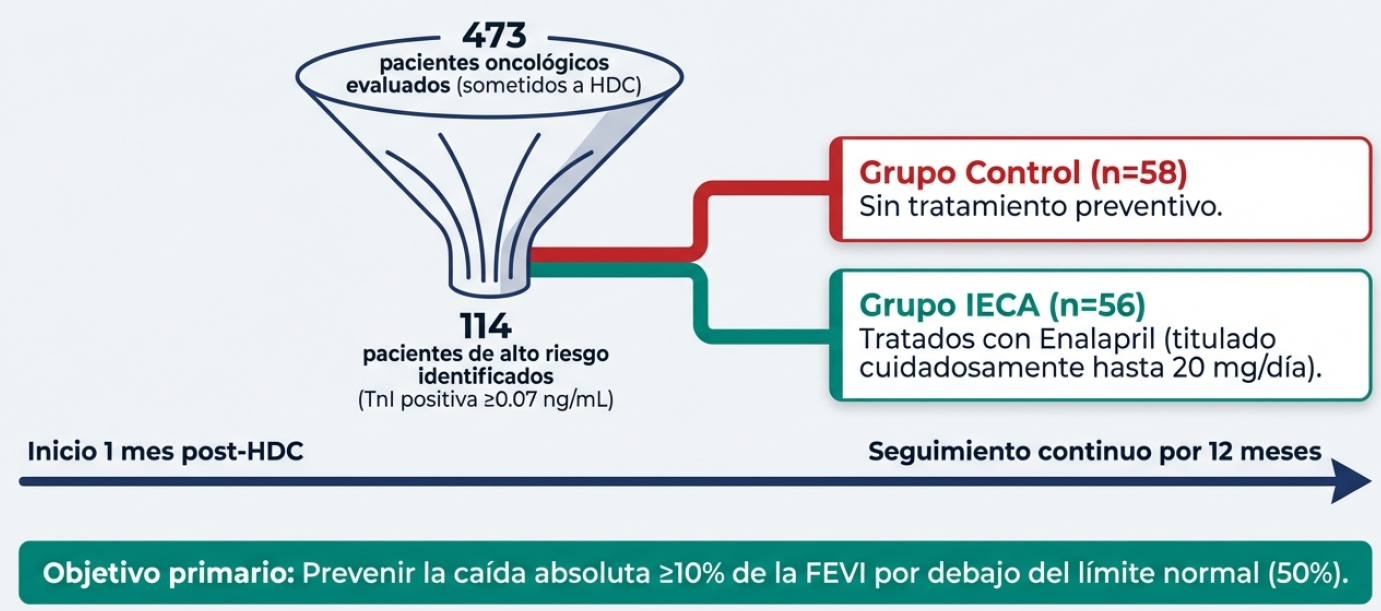 473
pacientes oncológicos
evaluados (sometidos a HDC)
114
pacientes de alto riesgo
identificados
(TnI positiva ≥0.07 ng/mL)
Grupo Control (n=58)
Sin tratamiento preventivo.
Grupo IECA (n=56)
Tratados con Enalapril (titulado
cuidadosamente hasta 20 mg/día).
Inicio 1 mes post-HDC
Seguimiento continuo por 12 meses
Objetivo primario: Prevenir la caída absoluta ≥10% de la FEVI por debajo del límite normal (50%).